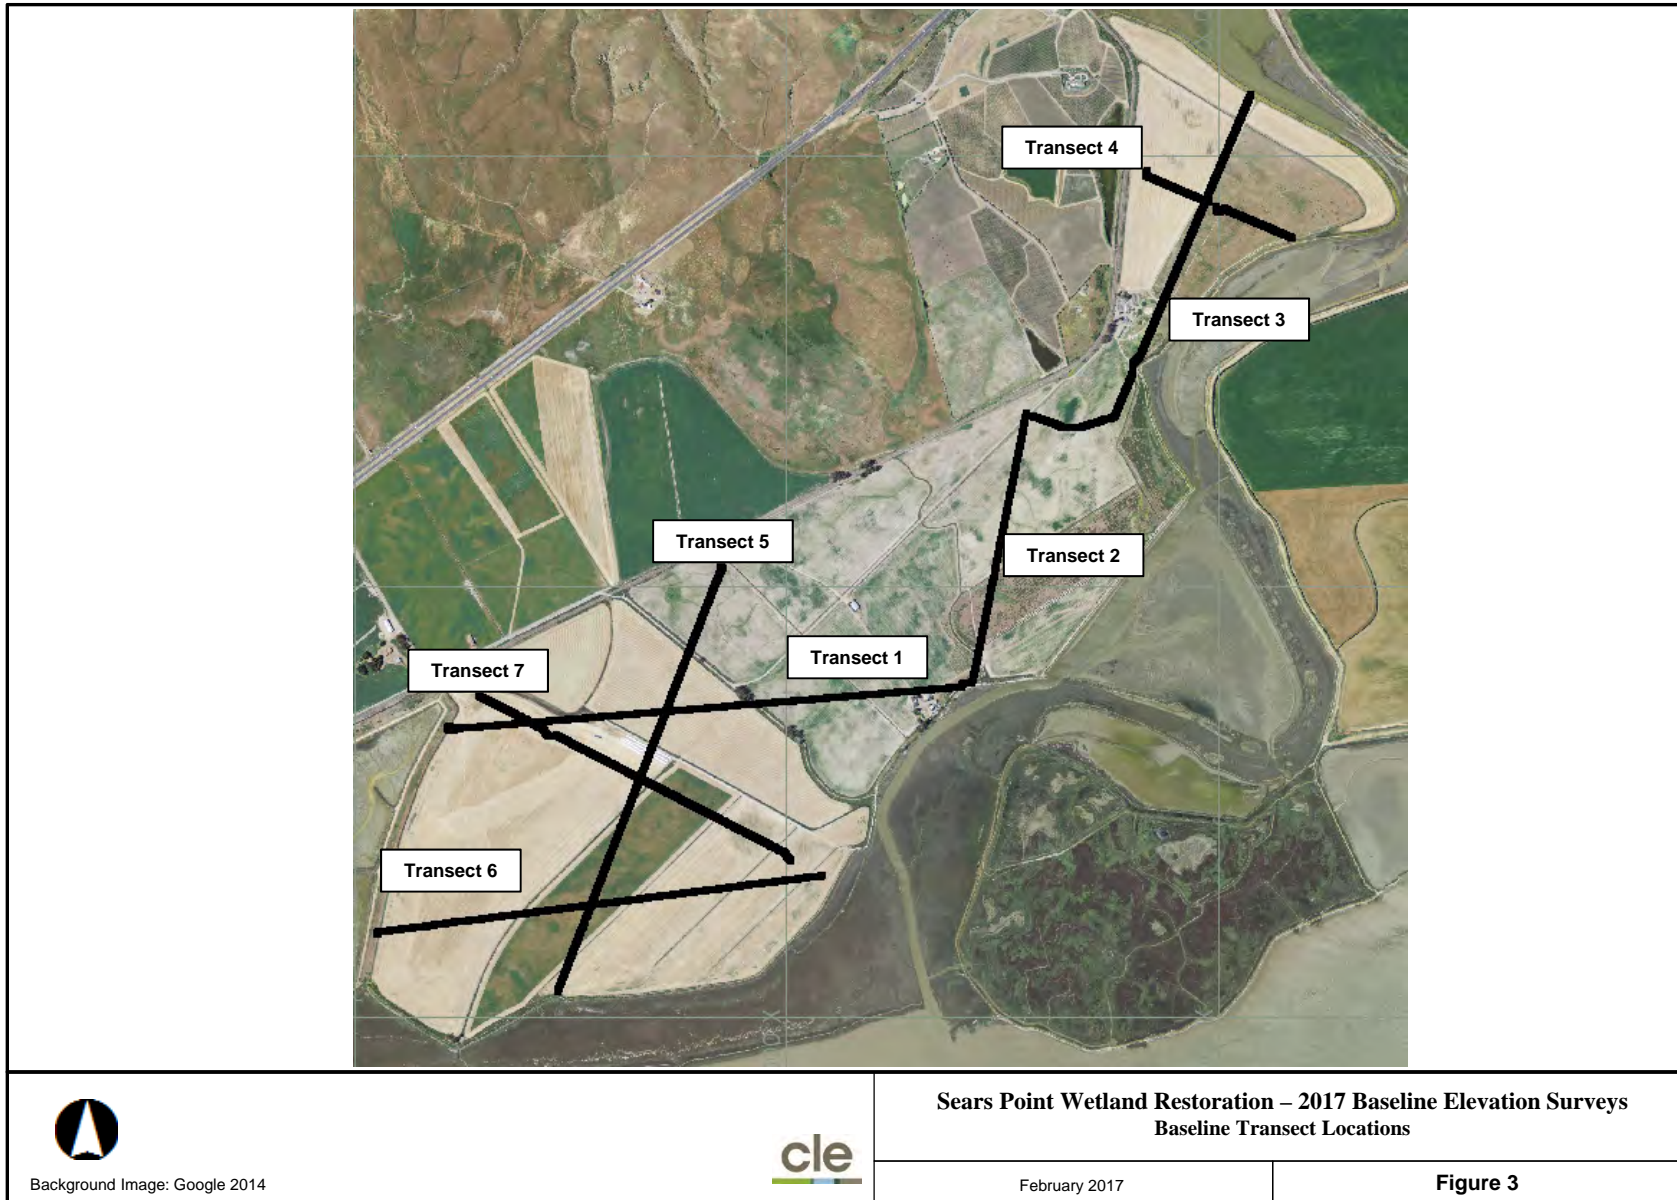 Transect 4
Transect 3
Transect 5
Transect 2
Transect 1
Transect 7
Transect 6
Sears Point Wetland Restoration – 2017 Baseline Elevation Surveys
Baseline Transect Locations
cle
Background Image: Google 2014
February 2017
Figure 3